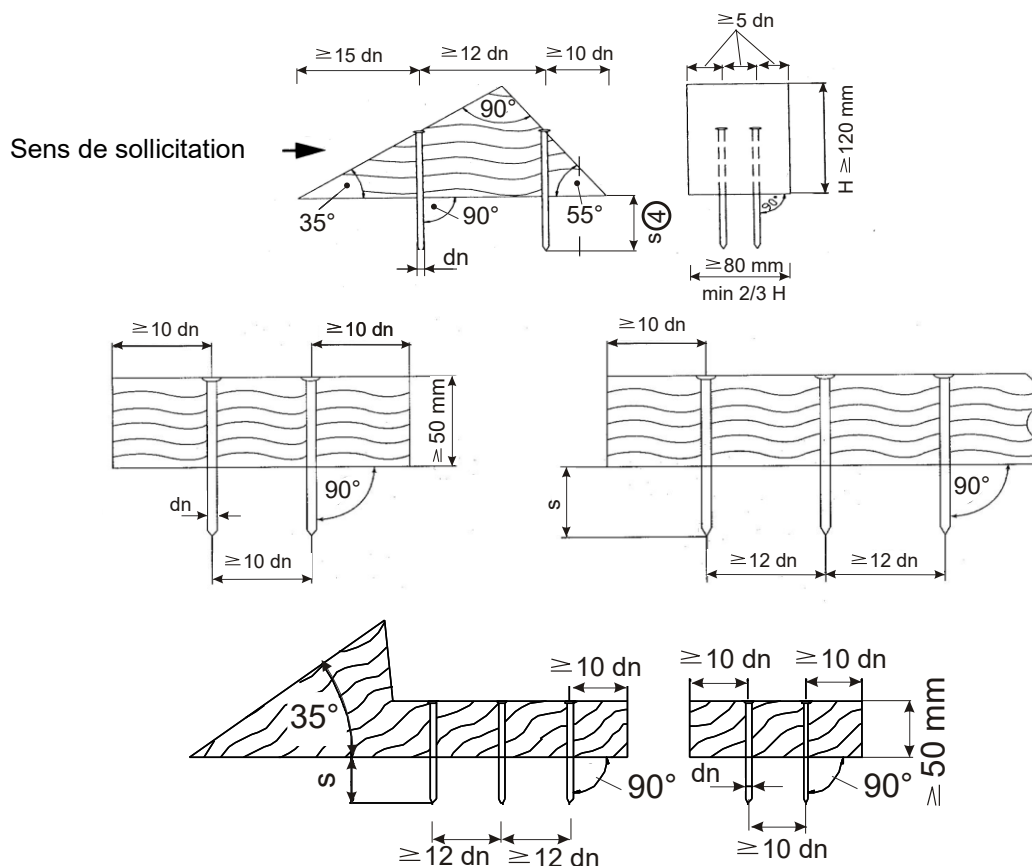 ≥5 dn
≥15 dn
≥12 dn
≥10 dn
90°
Sens de sollicitation
35°
90°
55°
s④
dn
H ≥120 mm
90°
≥80 mm
min 2/3 H
≥10 dn
≥10 dn
≥50 mm
dn
90°
≥10 dn
≥10 dn
s
90°
≥12 dn
≥12 dn
35°
≥10 dn
s
90°
≥12 dn
≥12 dn
≥10 dn
≥10 dn
≥50 mm
dn
90°
≥10 dn